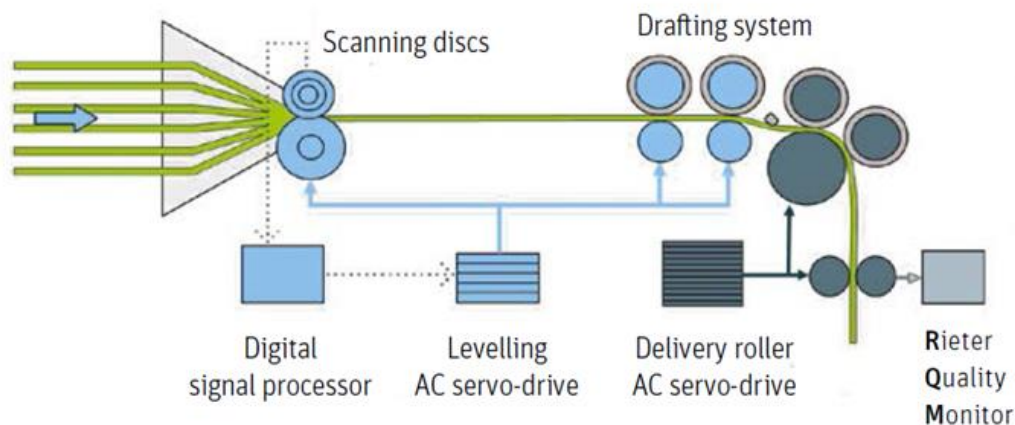 Scanning discs
Drafting system
Digital
signal processor
Levelling
AC servo-drive
Delivery roller
AC servo-drive
Rieter
Quality
Monitor